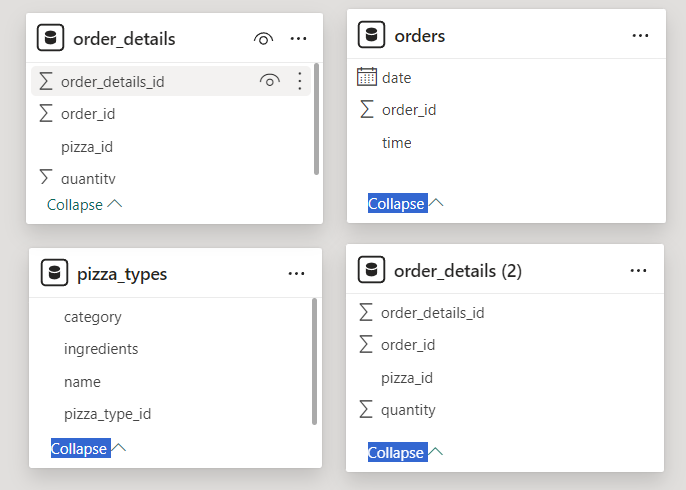 order_details
order_details_id
order_id
pizza_id
quantity
Collapse
orders
date
order_id
time
Collapse
pizza_types
category
ingredients
name
pizza_type_id
Collapse
order_details (2)
order_details_id
order_id
pizza_id
quantity
Collapse